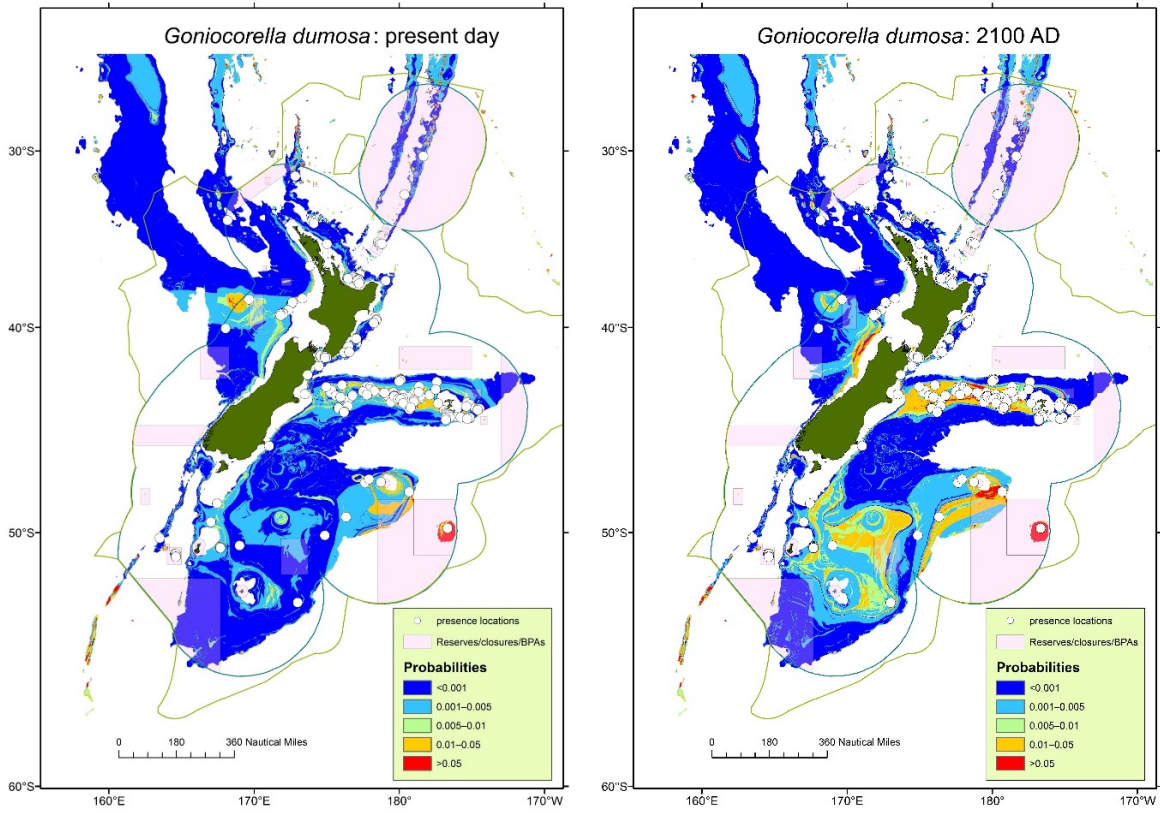 Goniocorella dumosa: present day
30°S
40°S
50°S
60°S
presence locations
Reserves/closures/BPAs
Probabilities
<0.001
0.001–0.005
0.005–0.01
0.01–0.05
>0.05
0 180 360 Nautical Miles
160°E 170°E 180° 170°W
Goniocorella dumosa: 2100 AD
30°S
40°S
50°S
60°S
presence locations
Reserves/closures/BPAs
Probabilities
<0.001
0.001–0.005
0.005–0.01
0.01–0.05
>0.05
0 180 360 Nautical Miles
160°E 170°E 180° 170°W